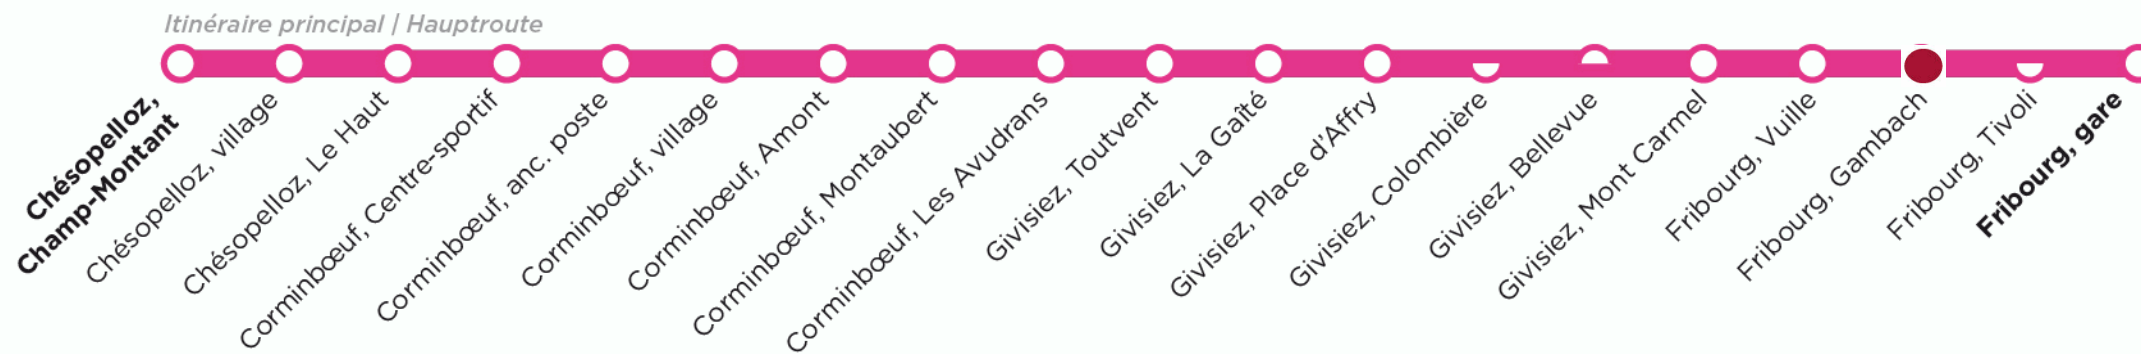 Itinéraire principal | Hauptroute
Chésopelloz,
Champ-Montant
Chésopelloz, village
Chésopelloz, Le Haut
Corminbœuf, Centre-sportif
Corminbœuf, anc. poste
Corminbœuf, village
Corminbœuf, Amont
Corminbœuf, Montaubert
Corminbœuf, Les Avudrans
Givisiez, Toutvent
Givisiez, La Gaîté
Givisiez, Place d'Affry
Givisiez, Colombière
Givisiez, Bellevue
Givisiez, Mont Carmel
Fribourg, Vuille
Fribourg, Gambach
Fribourg, Tivoli
Fribourg, gare